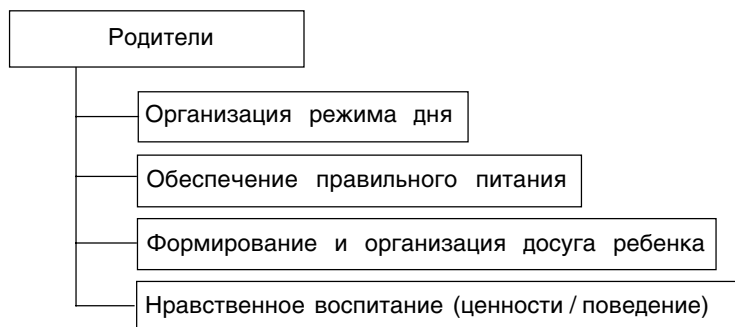 Родители
Организация режима дня
Обеспечение правильного питания
Формирование и организация досуга ребенка
Нравственное воспитание (ценности / поведение)